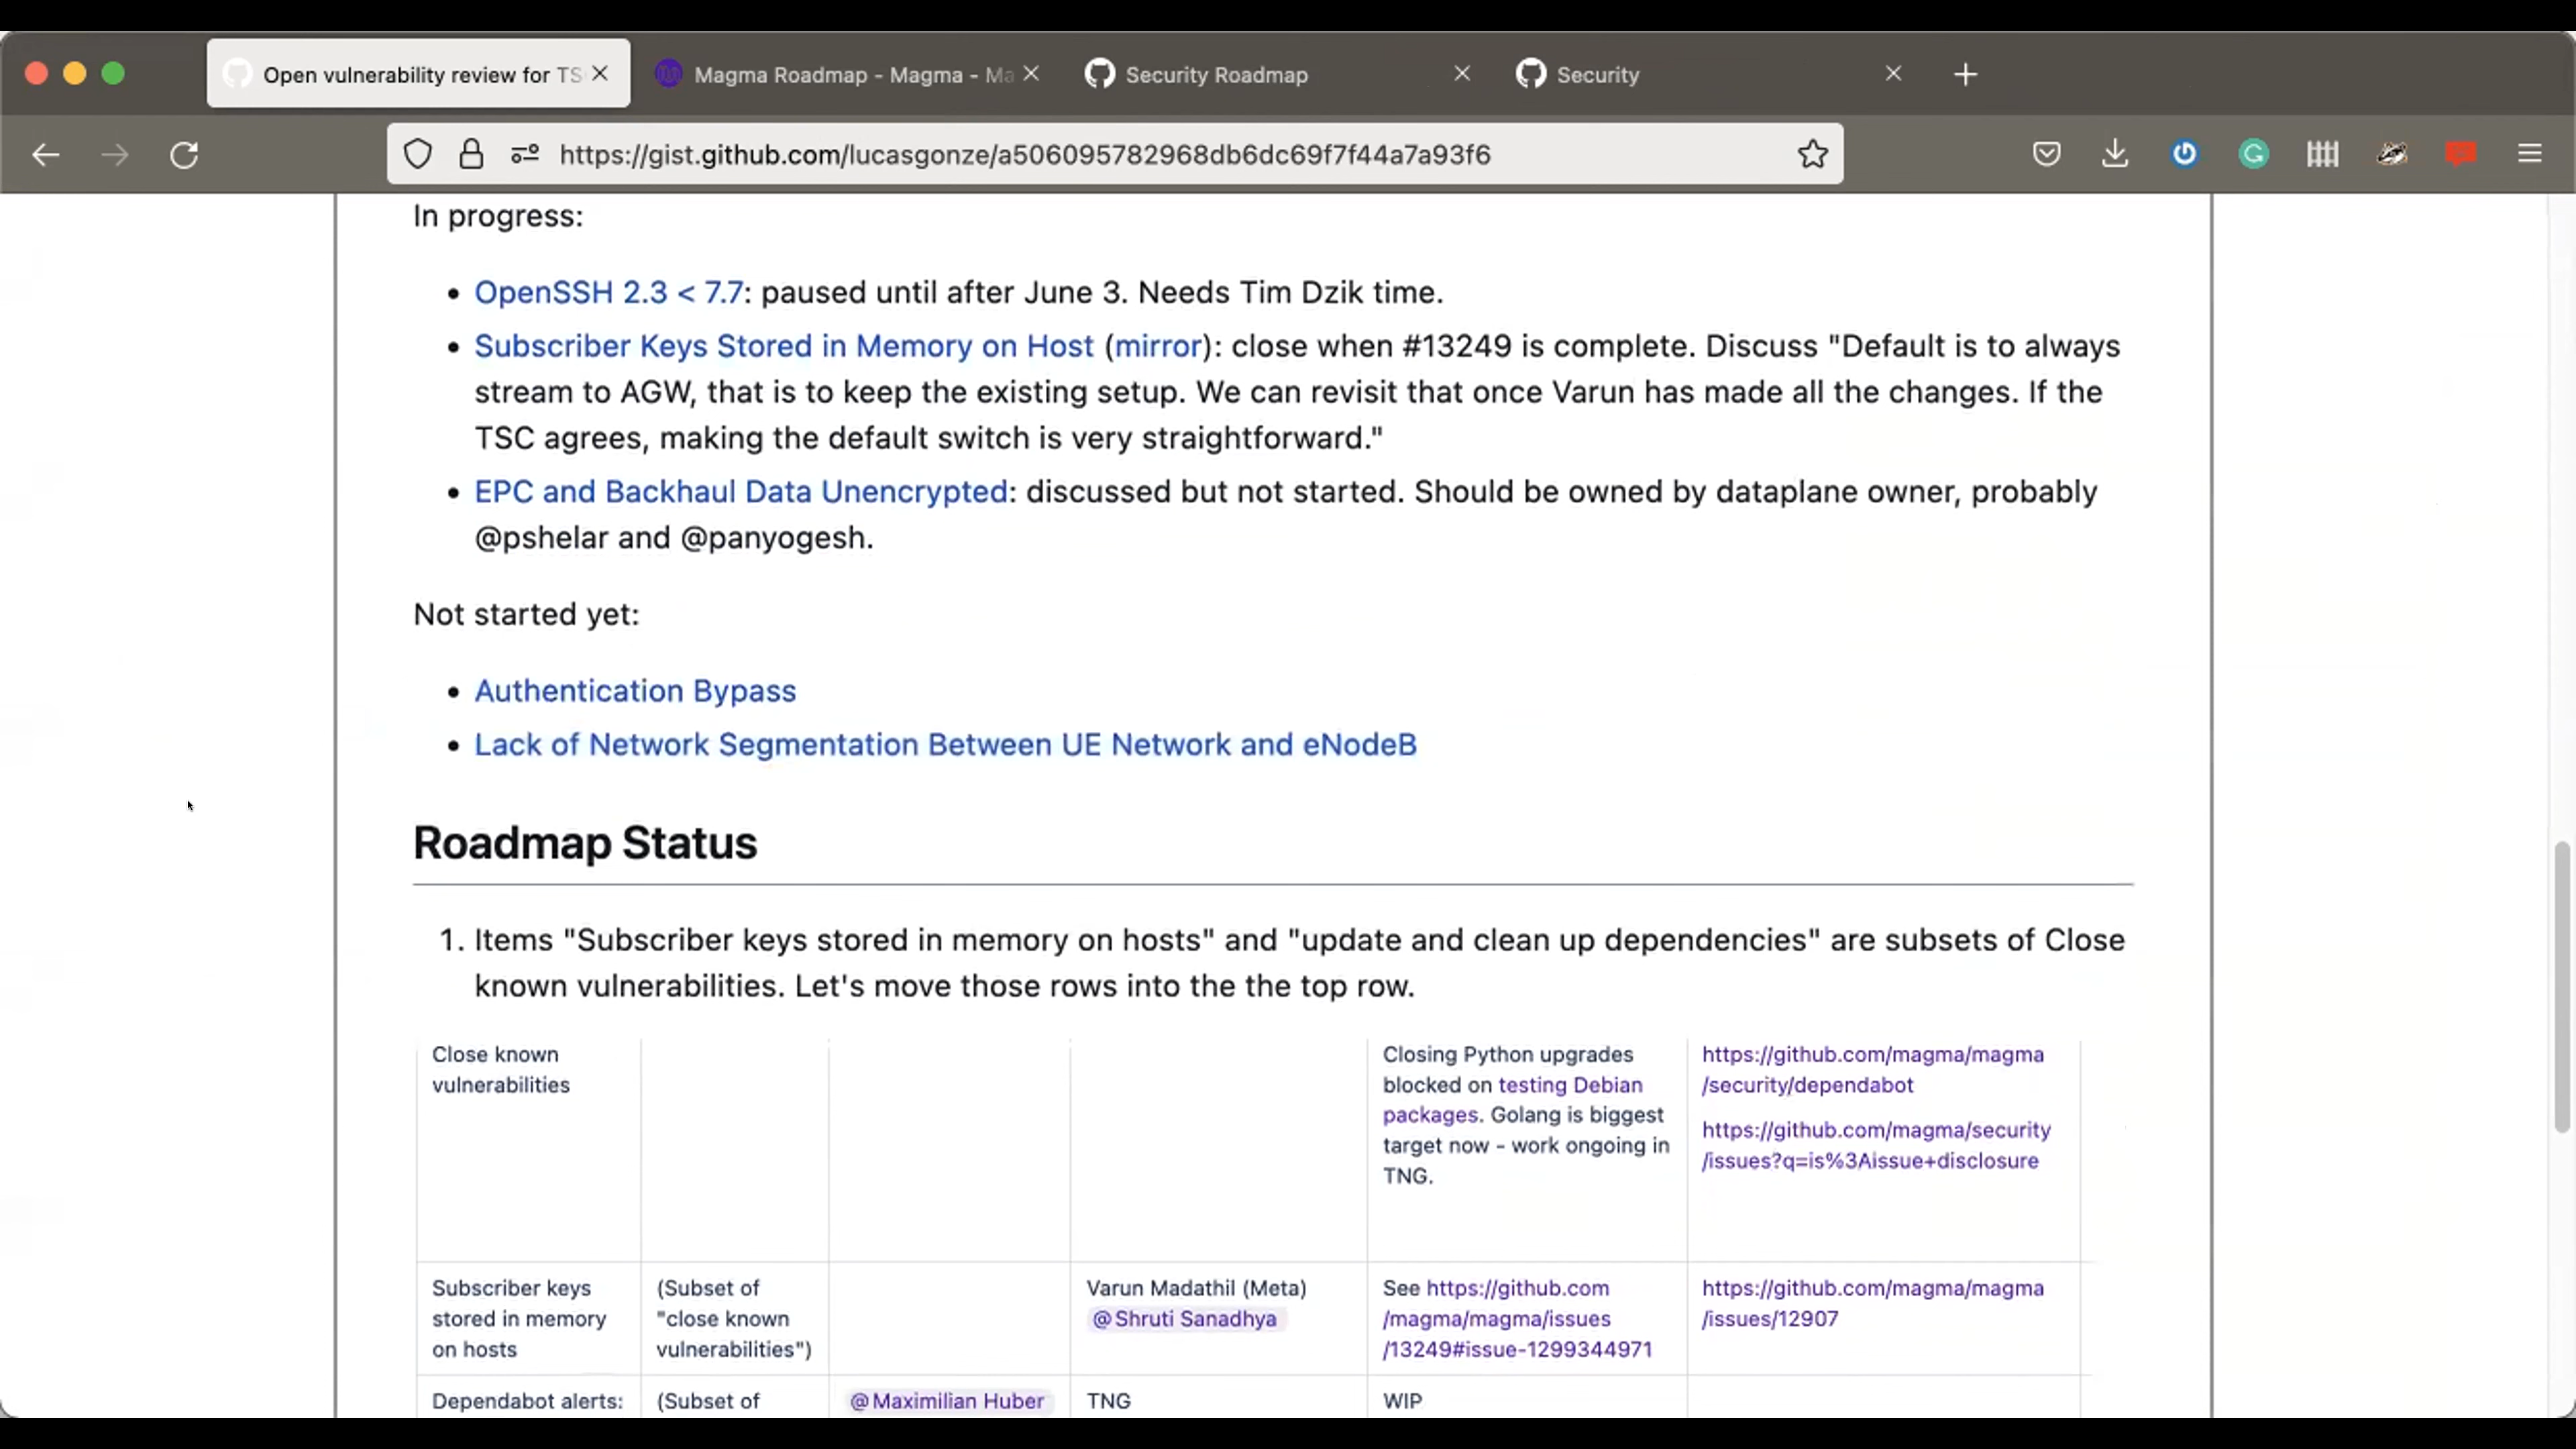 Open vulnerability review for TS
Magma Roadmap - Magma - Ma
Security Roadmap
Security
https://gist.github.com/lucasgonze/a506095782968db6dc69f7f44a7a93f6
In progress:
• OpenSSH 2.3 < 7.7: paused until after June 3. Needs Tim Dzik time.
• Subscriber Keys Stored in Memory on Host (mirror): close when #13249 is complete. Discuss "Default is to always
stream to AGW, that is to keep the existing setup. We can revisit that once Varun has made all the changes. If the
TSC agrees, making the default switch is very straightforward."
• EPC and Backhaul Data Unencrypted: discussed but not started. Should be owned by dataplane owner, probably
@pshelar and @panyogesh.
Not started yet:
• Authentication Bypass
• Lack of Network Segmentation Between UE Network and eNodeB
Roadmap Status
1. Items "Subscriber keys stored in memory on hosts" and "update and clean up dependencies" are subsets of Close
known vulnerabilities. Let's move those rows into the the top row.
Close known
vulnerabilities
Closing Python upgrades
blocked on testing Debian
packages. Golang is biggest
target now - work ongoing in
TNG.
https://github.com/magma/magma
/security/dependabot
https://github.com/magma/security
/issues?q=is%3Aissue+disclosure
Subscriber keys
stored in memory
on hosts
(Subset of
"close known
vulnerabilities")
Varun Madathil (Meta)
@Shruti Sanadhya
See https://github.com
/magma/magma/issues
/13249#issue-1299344971
https://github.com/magma/magma
/issues/12907
Dependabot alerts:
(Subset of
@Maximilian Huber
TNG
WIP